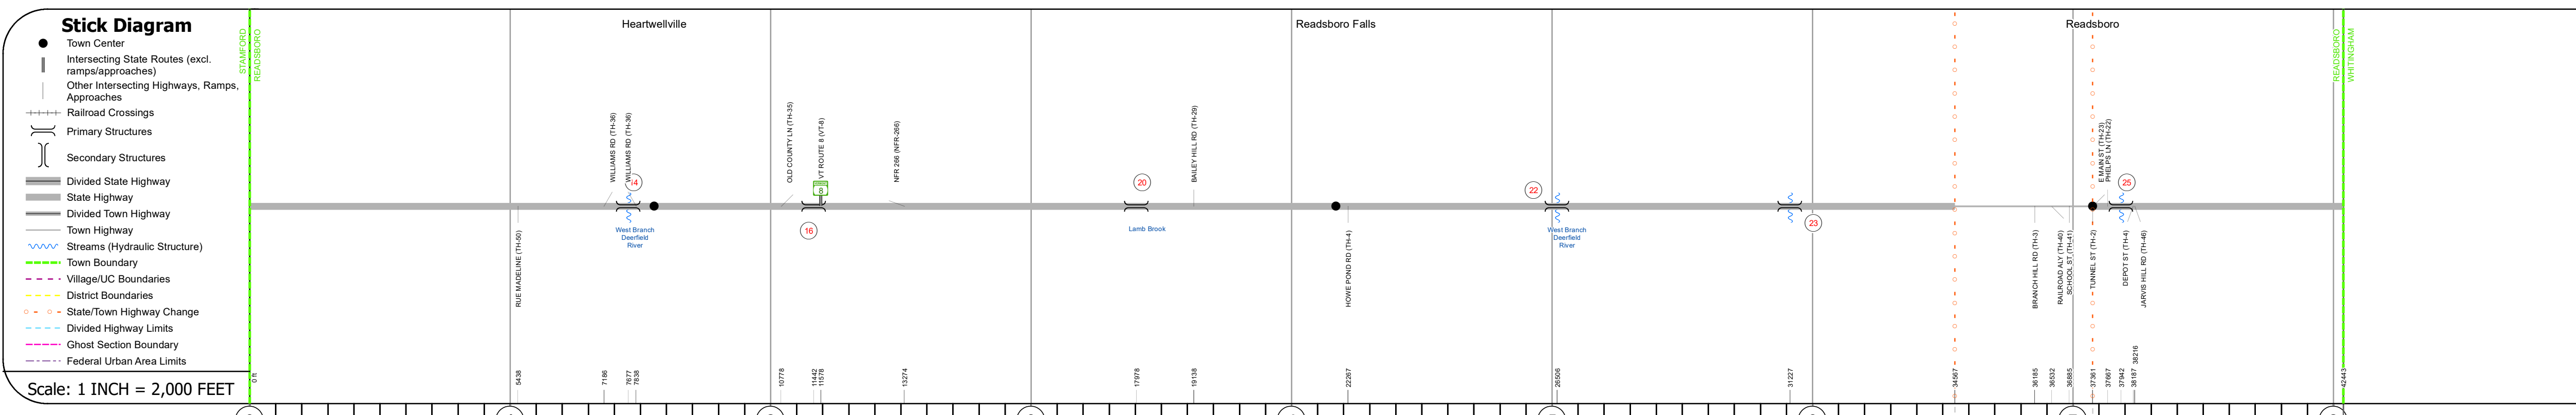 Stick Diagram
Town Center
Intersecting State Routes (excl.
ramps/approaches)
Other Intersecting Highways, Ramps,
Approaches
Railroad Crossings
Primary Structures
Secondary Structures
Divided State Highway
State Highway
Divided Town Highway
Town Highway
Streams (Hydraulic Structure)
Town Boundary
Village/UC Boundaries
District Boundaries
State/Town Highway Change
Divided Highway Limits
Ghost Section Boundary
Federal Urban Area Limits
Scale: 1 INCH = 2,000 FEET
Heartwellville
Readsboro Falls
Readsboro
STAMFORD
READSBORO
READSBORO
WHITINGHAM
WILLIAMS RD (TH-36)
WILLIAMS RD (TH-36)
OLD COUNTY LN (TH-35)
VT ROUTE 8 (VT-8)
NFR 266 (NFR-266)
BAILEY HILL RD (TH-29)
E MAIN ST (TH-23)
PHELPS LN (TH-22)
8
16
20
22
23
25
West Branch
Deerfield
River
Lamb Brook
West Branch
Deerfield
River
RUE MADELINE (TH-50)
HOWE POND RD (TH-4)
BRANCH HILL RD (TH-3)
RAILROAD ALY (TH-40)
SCHOOL ST (TH-41)
TUNNEL ST (TH-2)
DEPOT ST (TH-4)
JARVIS HILL RD (TH-46)
0 ft
5438
7186
7677
7838
10778
11442
11578
13274
17978
19138
22267
26506
31227
34567
36185
36532
36885
37361
37667
37942
38187
38216
42443